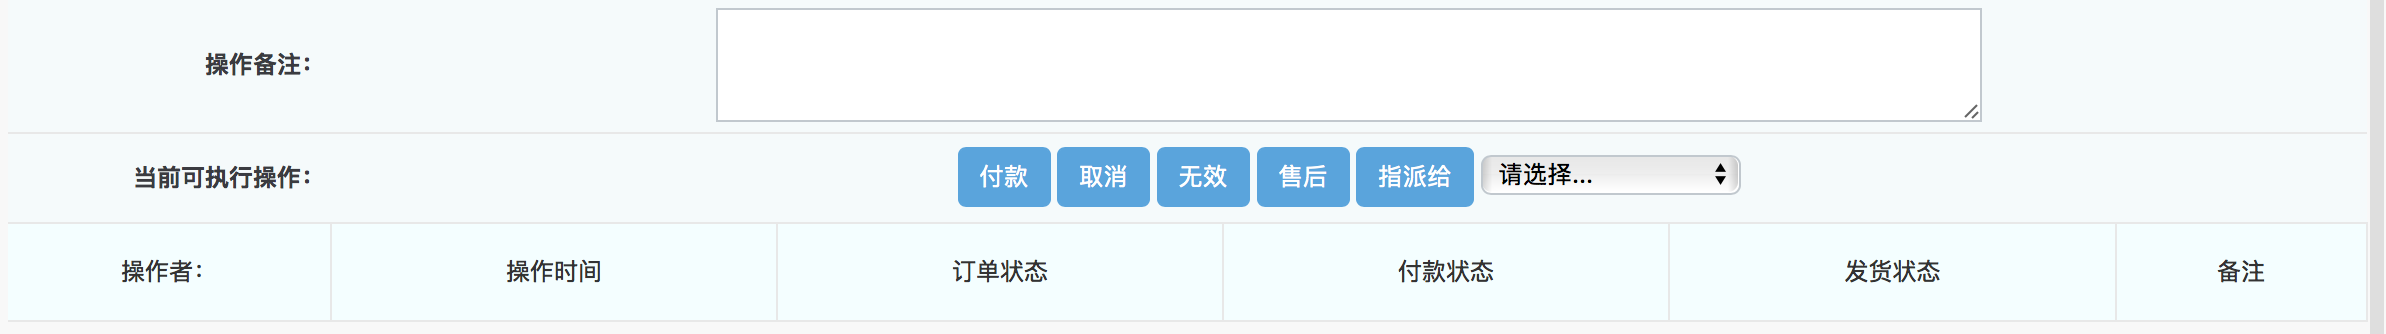 操作备注：
当前可执行操作： 付款 取消 无效 售后 指派给 请选择...
操作者： 操作时间 订单状态 付款状态 发货状态 备注